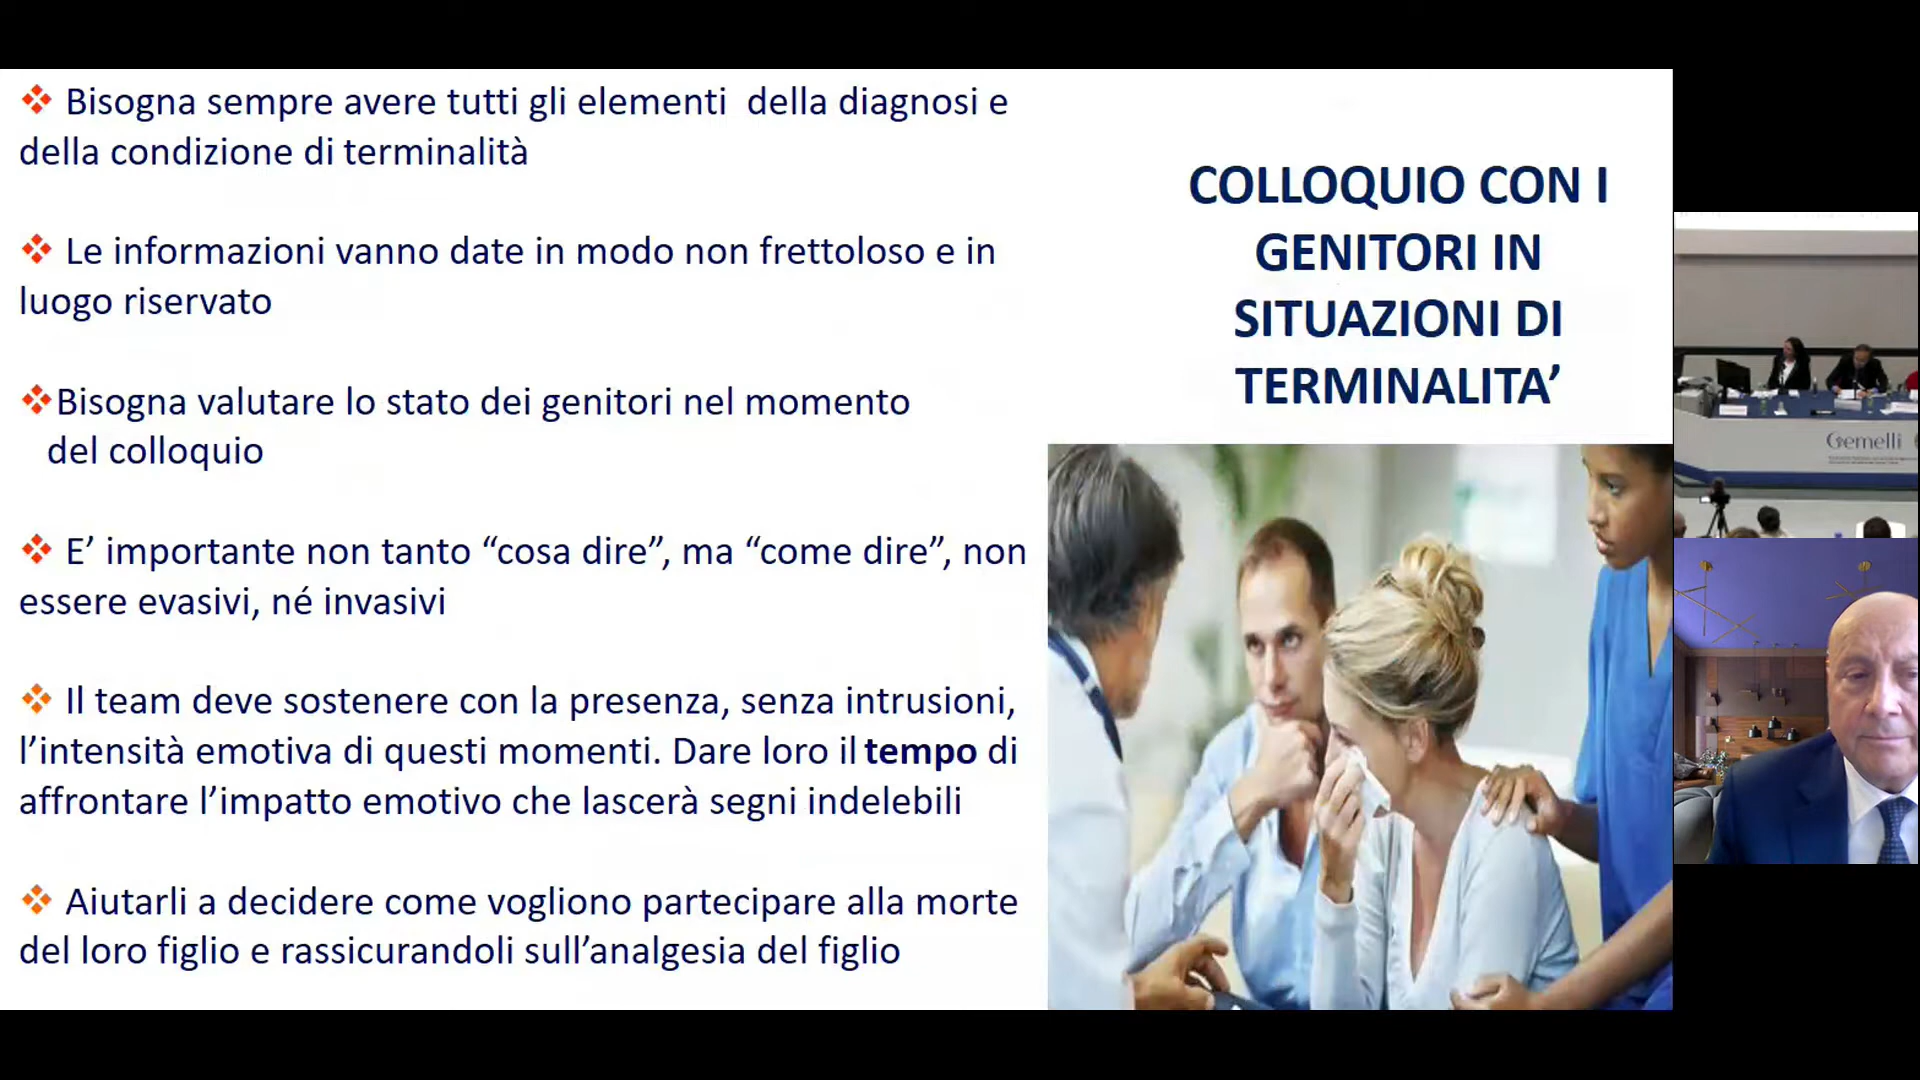 ❖ Bisogna sempre avere tutti gli elementi della diagnosi e
della condizione di terminalità
❖ Le informazioni vanno date in modo non frettoloso e in
luogo riservato
❖Bisogna valutare lo stato dei genitori nel momento
del colloquio
❖ E’ importante non tanto “cosa dire”, ma “come dire”, non
essere evasivi, né invasivi
❖ Il team deve sostenere con la presenza, senza intrusioni,
l’intensità emotiva di questi momenti. Dare loro il tempo di
affrontare l’impatto emotivo che lascerà segni indelebili
❖ Aiutarli a decidere come vogliono partecipare alla morte
del loro figlio e rassicurandoli sull’analgesia del figlio
COLLOQUIO CON I
GENITORI IN
SITUAZIONI DI
TERMINALITA’
Gemelli